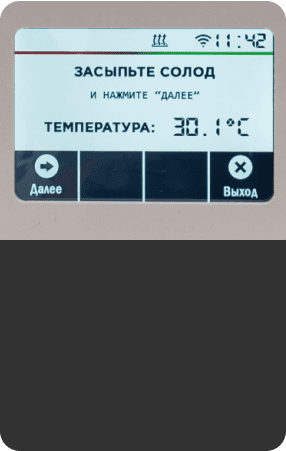 11:42
ЗАСЫПЬТЕ СОЛОД
И НАЖМИТЕ "ДАЛЕЕ"
ТЕМПЕРАТУРА: 30.1°C
Далее
Выход